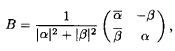 B = \frac{1}{|\alpha|^2 + |\beta|^2} \begin{pmatrix} \overline{\alpha} & -\beta \\ \overline{\beta} & \alpha \end{pmatrix},